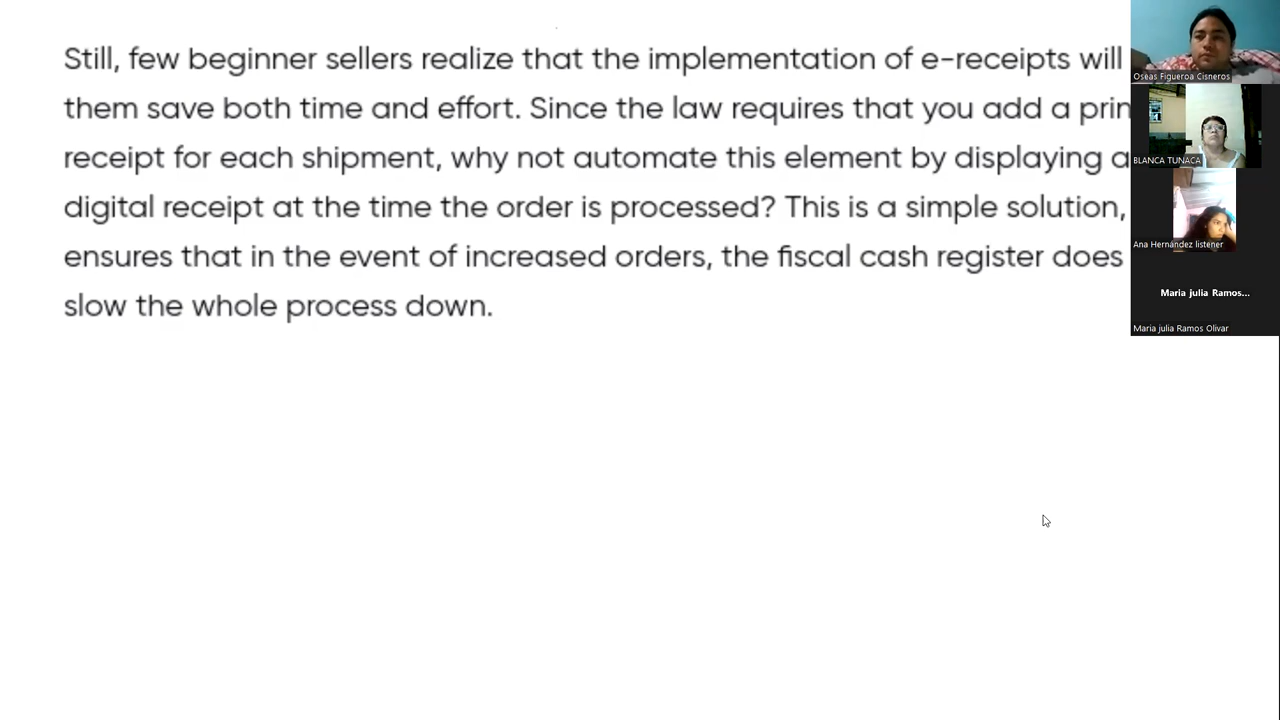 Still, few beginner sellers realize that the implementation of e-receipts will
them save both time and effort. Since the law requires that you add a
receipt for each shipment, why not automate this element by displaying a
digital receipt at the time the order is processed? This is a simple solution,
ensures that in the event of increased orders, the fiscal cash register does
slow the whole process down.
Oseas Figueroa Cisneros
BLANCA TUNACA
Ana Hernández listener
Maria julia Ramos...
Maria julia Ramos Olivar